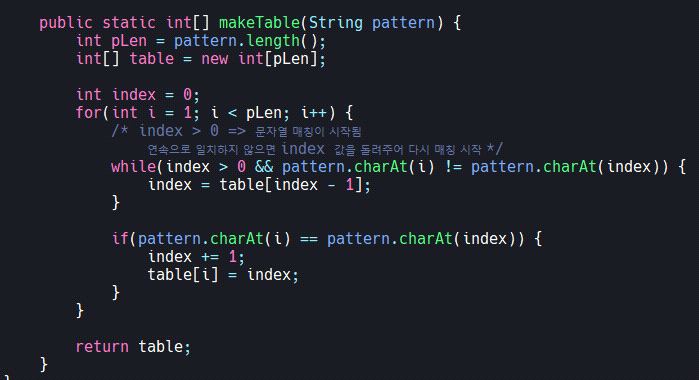 public static int[] makeTable(String pattern) {
int pLen = pattern.length();
int[] table = new int[pLen];
int index = 0;
for(int i = 1; i < pLen; i++) {
/* index > 0 => 문자열 매칭이 시작됨
연속으로 일치하지 않으면 index 값을 돌려주어 다시 매칭 시작 */
while(index > 0 && pattern.charAt(i) != pattern.charAt(index)) {
index = table[index - 1];
}
if(pattern.charAt(i) == pattern.charAt(index)) {
index += 1;
table[i] = index;
}
}
return table;
}
}